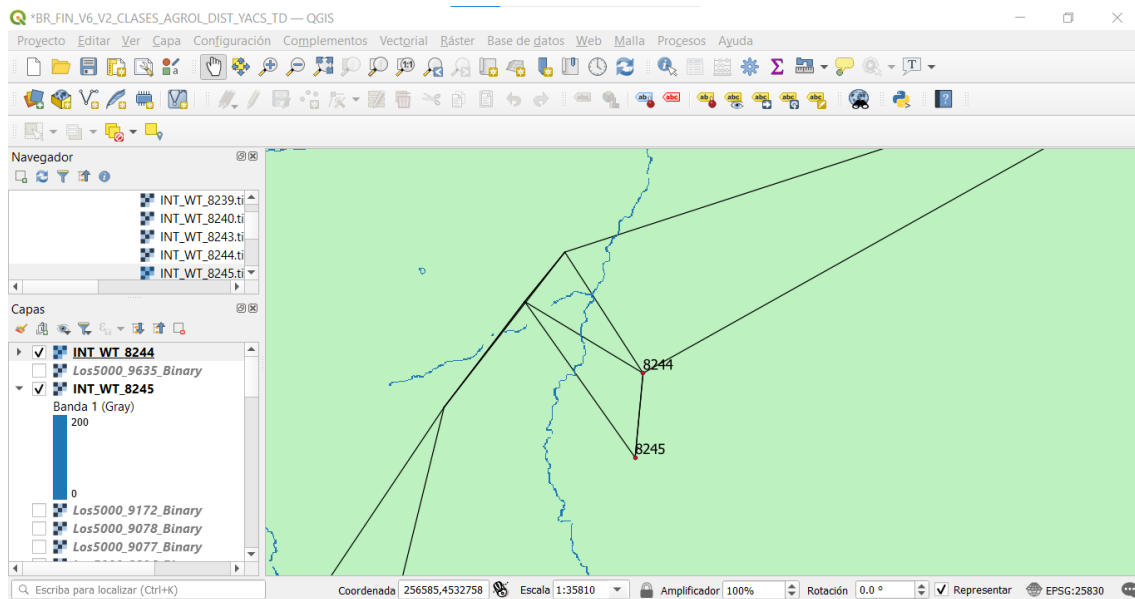 *BR_FIN_V6_V2_CLASES_AGROL_DIST_YACS_TD — QGIS
Proyecto Editar Ver Capa Configuración Complementos Vectorial Ráster Base de datos Web Malla Procesos Ayuda
Navegador
INT_WT_8239.ti
INT_WT_8240.ti
INT_WT_8243.ti
INT_WT_8244.ti
INT_WT_8245.ti
Capas
INT_WT_8244
Los5000_9635_Binary
INT_WT_8245
Banda 1 (Gray)
200
0
Los5000_9172_Binary
Los5000_9078_Binary
Los5000_9077_Binary
8244
8245
Escriba para localizar (Ctrl+K) Coordenada 256585,4532758 Escala 1:35810 Amplificador 100% Rotación 0.0 ° Representar EPSG:25830